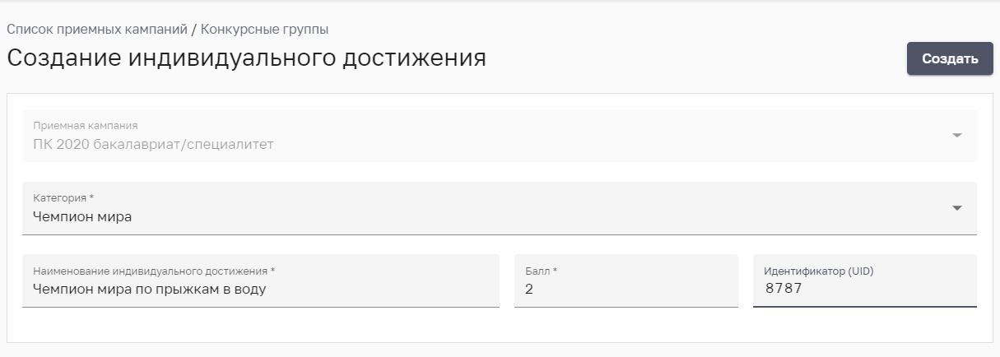 Список приемных кампаний / Конкурсные группы
Создание индивидуального достижения
Создать
Приемная кампания
ПК 2020 бакалавриат/специалитет
Категория *
Чемпион мира
Наименование индивидуального достижения *
Чемпион мира по прыжкам в воду
Балл *
2
Идентификатор (UID)
8787